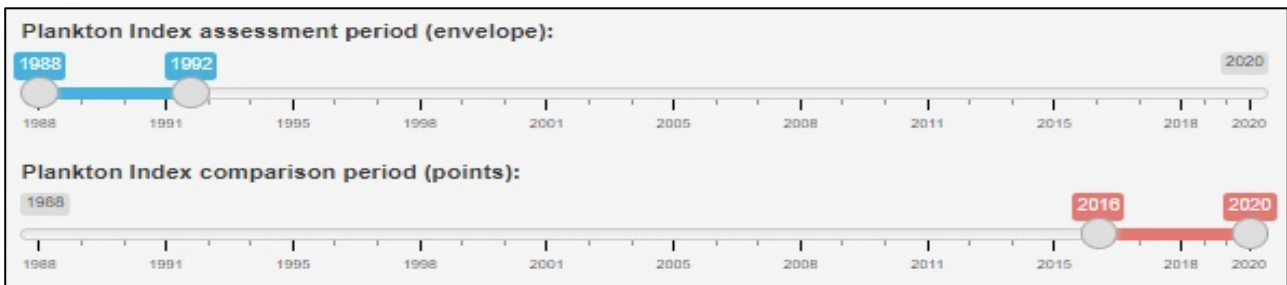 Plankton Index assessment period (envelope):
1988 1992 2020
1988 1991 1995 1998 2001 2005 2008 2011 2015 2018 2020
Plankton Index comparison period (points):
1988 2016 2020
1988 1991 1995 1998 2001 2005 2008 2011 2015 2018 2020